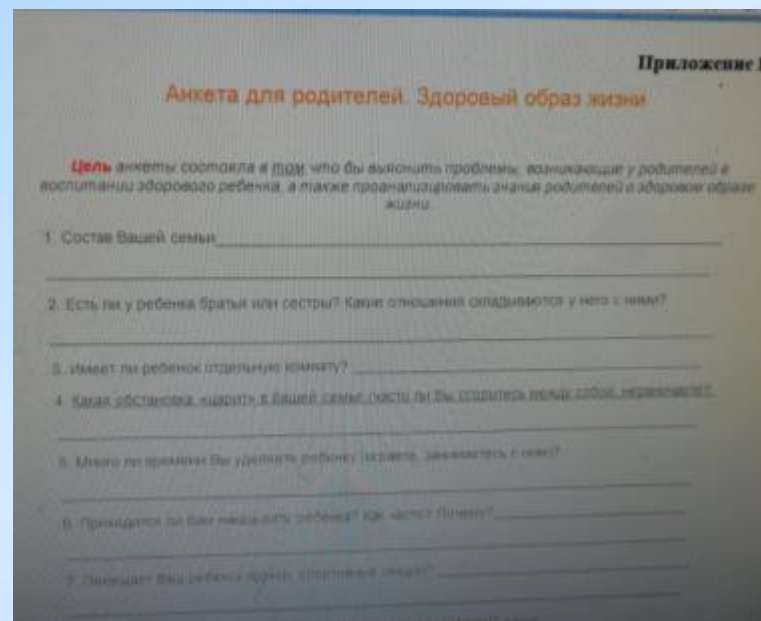 Приложение
Анкета для родителей. Здоровый образ жизни
Цель анкеты состояла в том, что бы выяснить проблемы, возникающие у родителей в
воспитании здорового ребенка, а также проанализировать знания родителей о здоровом образе
жизни.
1. Состав Вашей семьи
2. Есть ли у ребенка братья или сестры? Какие отношения складываются у него с ними?
3. Имеет ли ребенок отдельную комнату?
4. Какая обстановка «царит» в Вашей семье (часто ли Вы ссоритесь между собой, нервничаете?
5. Много ли времени Вы уделяете ребенку (играете, занимаетесь с ним)?
6. Приходится ли Вам наказывать ребенка? Как часто? Почему?
7. Посещает Ваш ребенок кружки, спортивные секции?